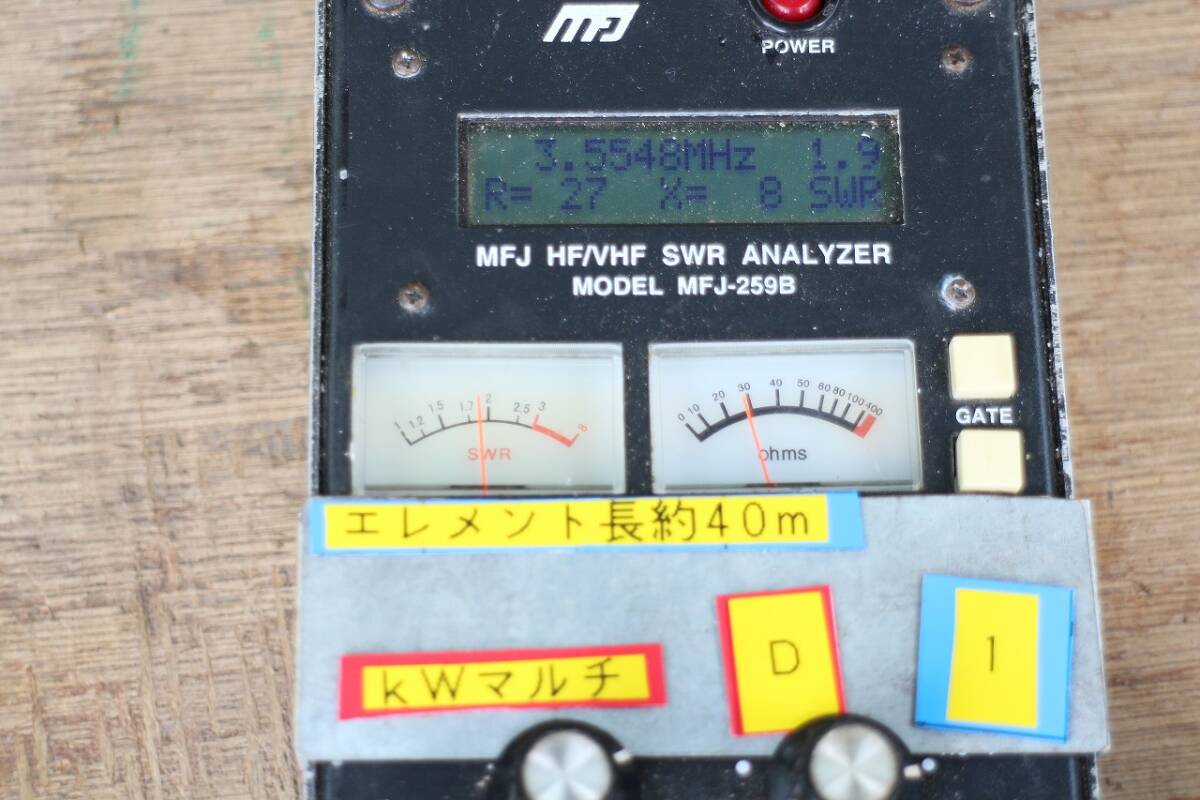 MFJ
POWER
3.5548MHz 1.9
R= 27 X= 8 SWR
MFJ HF/VHF SWR ANALYZER
MODEL MFJ-259B
1 1.2 1.5 1.7 2 2.5 3 8
SWR
0 10 20 30 40 50 60 80 100 400
ohms
GATE
エレメント長約40m
kWマルチ
D
1